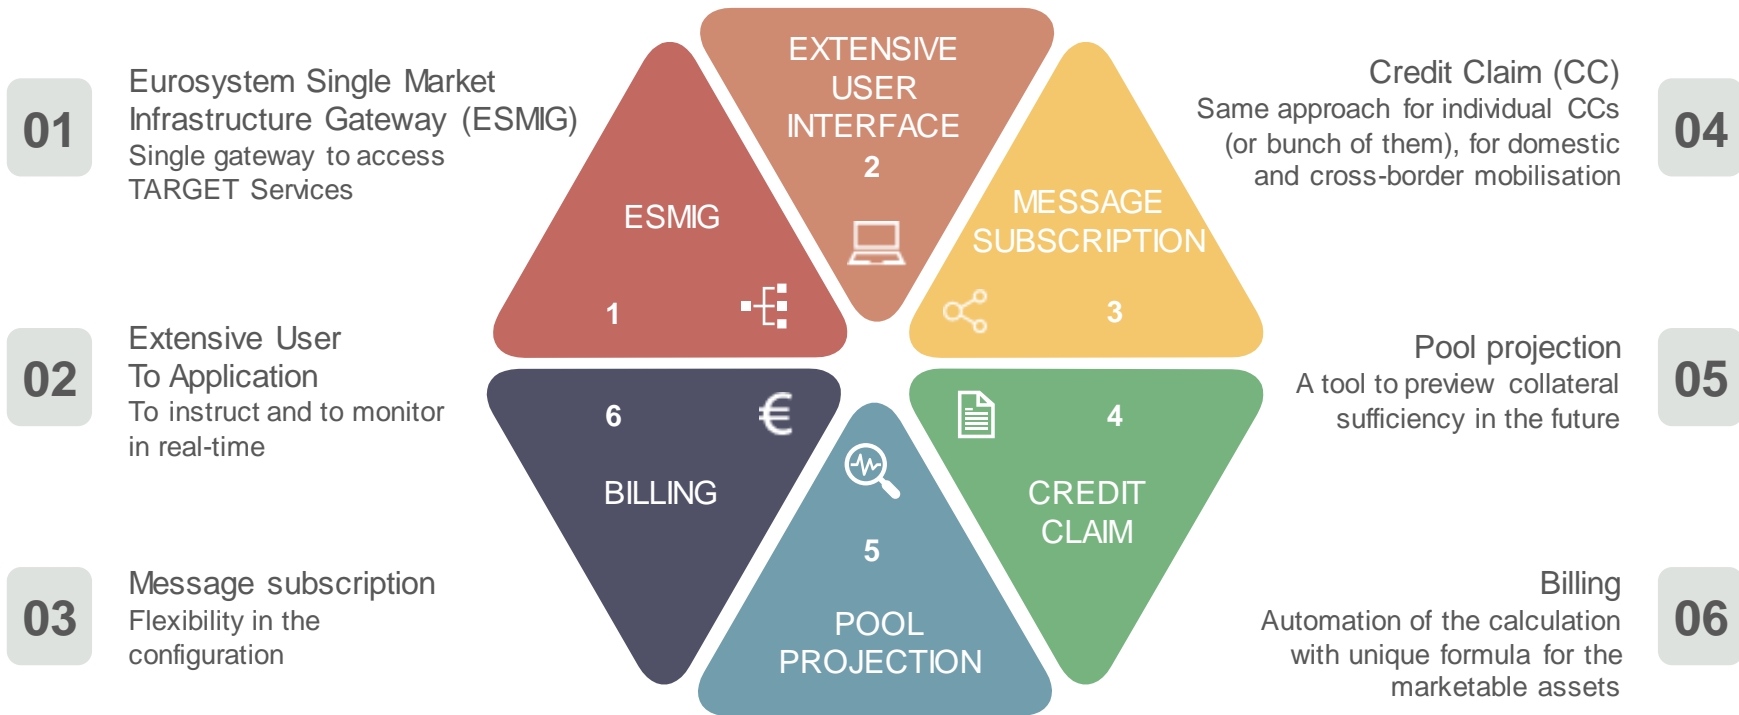 01
Eurosystem Single Market
Infrastructure Gateway (ESMIG)
Single gateway to access
TARGET Services
02
Extensive User
To Application
To instruct and to monitor
in real-time
03
Message subscription
Flexibility in the
configuration
ESMIG
1
EXTENSIVE
USER
INTERFACE
2
MESSAGE
SUBSCRIPTION
3
4
CREDIT
CLAIM
5
POOL
PROJECTION
6
€
BILLING
Credit Claim (CC)
Same approach for individual CCs
(or bunch of them), for domestic
and cross-border mobilisation
04
Pool projection
A tool to preview collateral
sufficiency in the future
05
Billing
Automation of the calculation
with unique formula for the
marketable assets
06